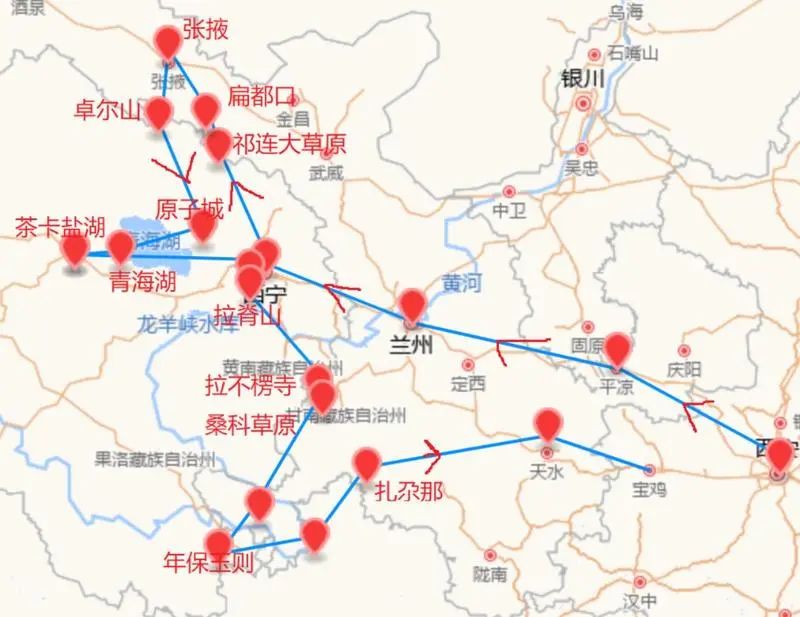 酒泉
乌海
张掖
石嘴山
张掖
银川
卓尔山
扁都口
金昌
祁连大草原
吴忠
武威
茶卡盐湖
原子城
中卫
青海湖
青海湖
黄河
西宁
拉脊山
龙羊峡水库
兰州
固原
庆阳
黄南藏族自治州
定西
平凉
拉不楞寺
甘南藏族自治州
桑科草原
西安
果洛藏族自治州
天水
宝鸡
扎尕那
年保玉则
陇南
汉中